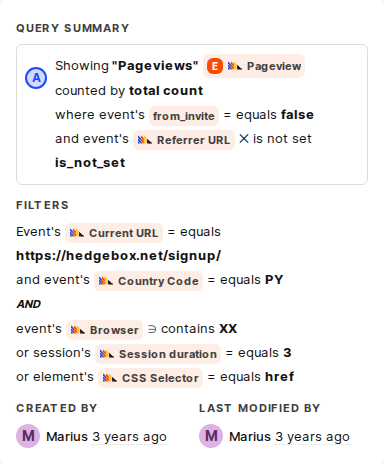 QUERY SUMMARY
A
Showing "Pageviews" E Pageview
counted by total count
where event's from_invite = equals false
and event's Referrer URL ✕ is not set
is_not_set
FILTERS
Event's Current URL = equals
https://hedgebox.net/signup/
and event's Country Code = equals PY
AND
event's Browser ∋ contains XX
or session's Session duration = equals 3
or element's CSS Selector = equals href
CREATED BY
M Marius 3 years ago
LAST MODIFIED BY
M Marius 3 years ago